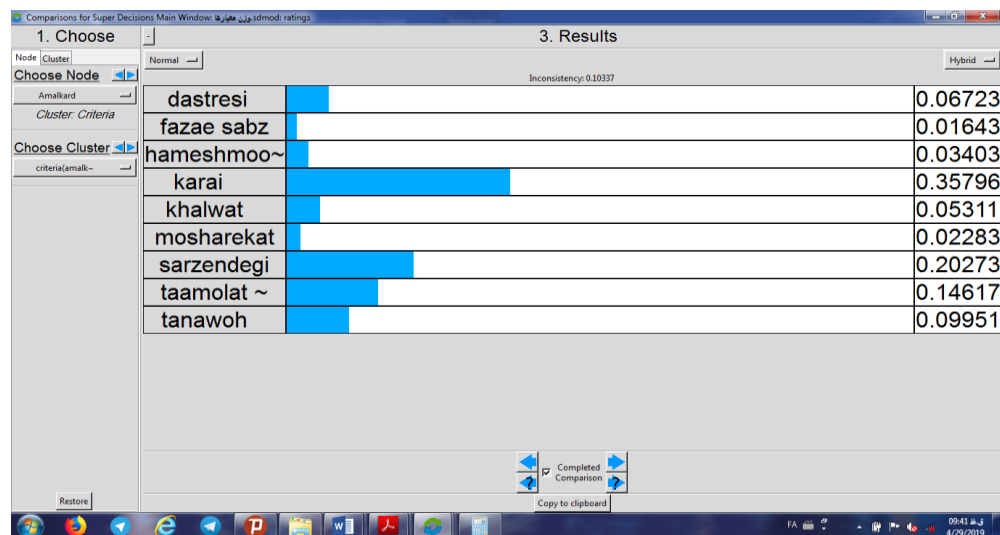 Comparisons for Super Decisions Main Window: وزن معیارها.sdmod: ratings
1. Choose
Node Cluster
Choose Node
Amalkard
Cluster: Criteria
Choose Cluster
criteria(amalk~
Restore
-
3. Results
Normal
Hybrid
Inconsistency: 0.10337
dastresi 0.06723
fazae sabz 0.01643
hameshmoo~ 0.03403
karai 0.35796
khalwat 0.05311
mosharekat 0.02283
sarzendegi 0.20273
taamolat ~ 0.14617
tanawoh 0.09951
Completed
Comparison
Copy to clipboard
FA
09:41 ق.ظ
4/29/2019